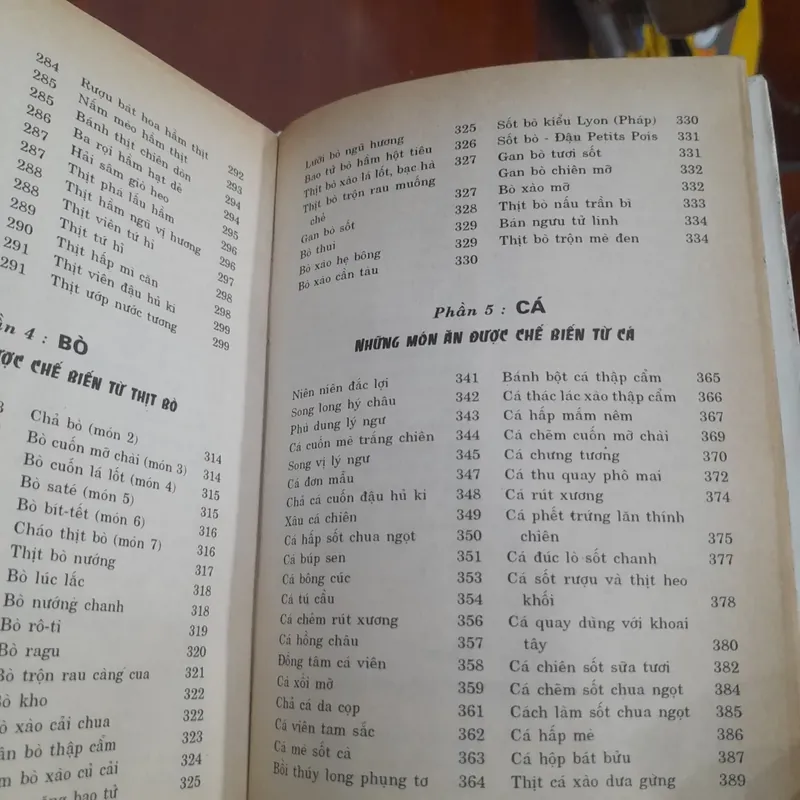 284
285
285
286
287
287
288
288
289
290
291
291
Rượu bát hoa hầm thịt 292
Nấm mèo hầm thịt 293
Bánh thịt chiên dòn 294
Ba rọi hầm hạt dẻ 294
Hải sâm giò heo 295
Thịt phá lấu hầm 296
Thịt hầm ngũ vị hương 296
Thịt viên tứ hỉ 297
Thịt tứ hỉ 298
Thịt hấp mì căn 298
Thịt viên đậu hủ ki 299
Thịt ướp nước tương 299
ần 4 : BÒ
ƯỢC CHẾ BIẾN TỪ THỊT BÒ
Chả bò (món 2) 314
Bò cuốn mỡ chài (món 3) 314
Bò cuốn lá lốt (món 4) 315
Bò saté (món 5) 315
Bò bít-tết (món 6) 316
Cháo thịt bò (món 7) 316
Thịt bò nướng 317
Bò lúc lắc 318
Bò nướng chanh 318
Bò rô-ti 319
Bò ragu 320
Bò trộn rau càng cua 321
Bò kho 322
ò xào cải chua 322
ân bò thập cẩm 323
m bò xào củ cải 324
ăng bao tử 325
Lưỡi bò ngũ hương 325
Bao tử bò hầm hột tiêu 326
Thịt bò xào lá lốt, bạc hà 327
Thịt bò trộn rau muống
chẻ 327
Gan bò sốt 328
Bò thui 329
Bò xào hẹ bông 329
Bò xào cần tàu 330
Sốt bò kiểu Lyon (Pháp) 330
Sốt bò - Đậu Petits Pois 331
Gan bò tươi sốt 331
Gan bò chiên mỡ 332
Bò xào mỡ 332
Thịt bò nấu trần bì 333
Bản ngưu tử linh 334
Thịt bò trộn mè đen 334
Phần 5 : CÁ
NHỮNG MÓN ĂN ĐƯỢC CHẾ BIẾN TỪ CÁ
Niên niên đắc lợi 341
Song long hý châu 342
Phù dung lý ngư 343
Cá cuốn mè trắng chiên 344
Song vị lý ngư 345
Cá đơn mẫu 347
Chả cá cuốn đậu hủ ki 348
Xâu cá chiên 349
Cá hấp sốt chua ngọt 350
Cá búp sen 351
Cá bông cúc 353
Cá tú cầu 354
Cá chẽm rút xương 356
Cá hồng châu 357
Đồng tâm cá viên 358
Cá xối mỡ 359
Chả cá da cọp 361
Cá viên tam sắc 362
Cá mè sốt cà 363
Bồi thúy long phụng tơ 364
Bánh bột cá thập cẩm 365
Cá thác lác xào thập cẩm 366
Cá hấp mắm nêm 367
Cá chẽm cuốn mỡ chài 369
Cá chưng tương 370
Cá thu quay phô mai 372
Cá rút xương 374
Cá phết trứng lăn thính
chiên 375
Cá đúc lò sốt chanh 377
Cá sốt rượu và thịt heo
khối 378
Cá quay dùng với khoai
tây 380
Cá chiên sốt sữa tươi 382
Cá chẽm sốt chua ngọt 384
Cách làm sốt chua ngọt 385
Cá hấp mẻ 386
Cá hộp bát bửu 387
Thịt cá xào dưa gừng 389